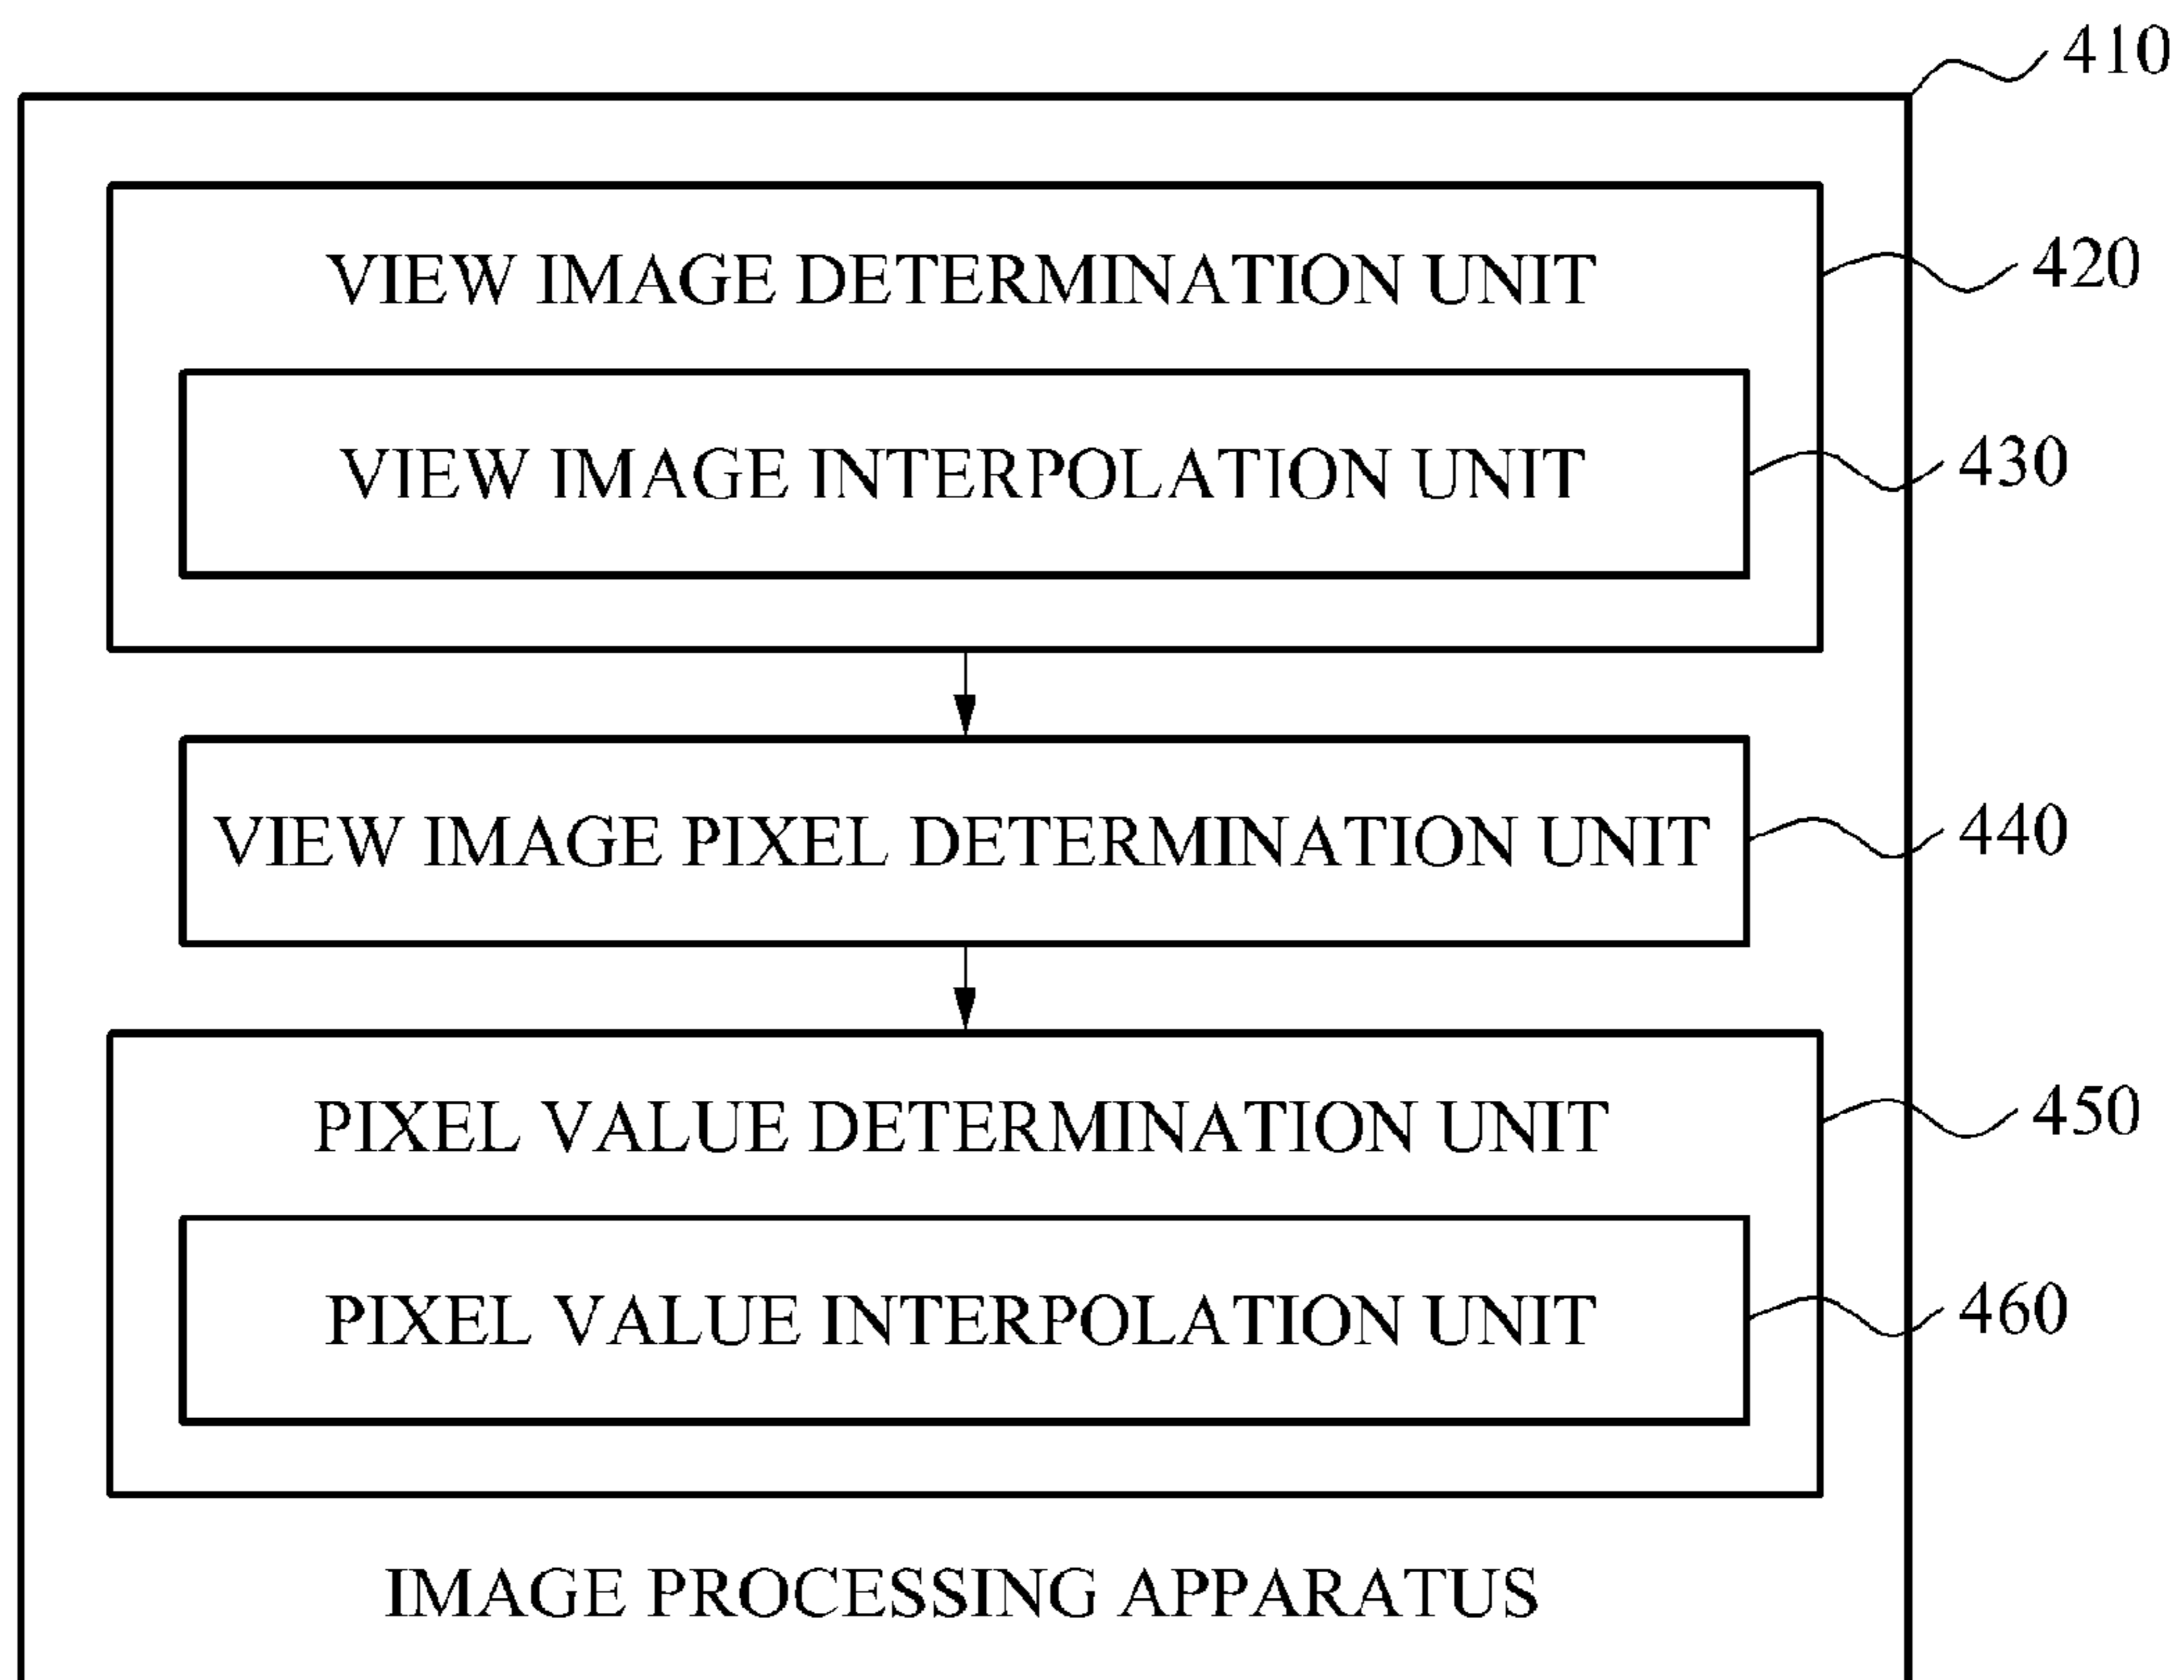 410
VIEW IMAGE DETERMINATION UNIT
420
VIEW IMAGE INTERPOLATION UNIT
430
VIEW IMAGE PIXEL DETERMINATION UNIT
440
PIXEL VALUE DETERMINATION UNIT
450
PIXEL VALUE INTERPOLATION UNIT
460
IMAGE PROCESSING APPARATUS